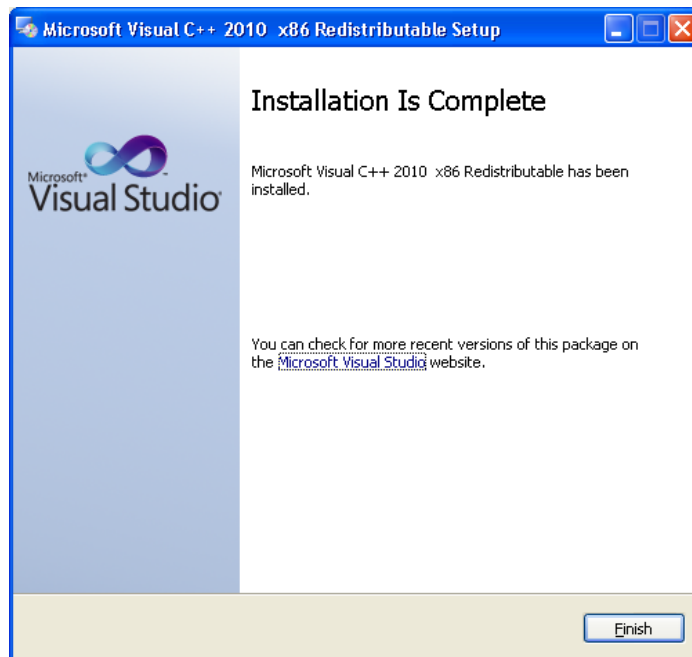 Microsoft Visual C++ 2010  x86 Redistributable Setup
Installation Is Complete
Microsoft®
Visual Studio®
Microsoft Visual C++ 2010  x86 Redistributable has been
installed.
You can check for more recent versions of this package on
the Microsoft Visual Studio website.
Finish